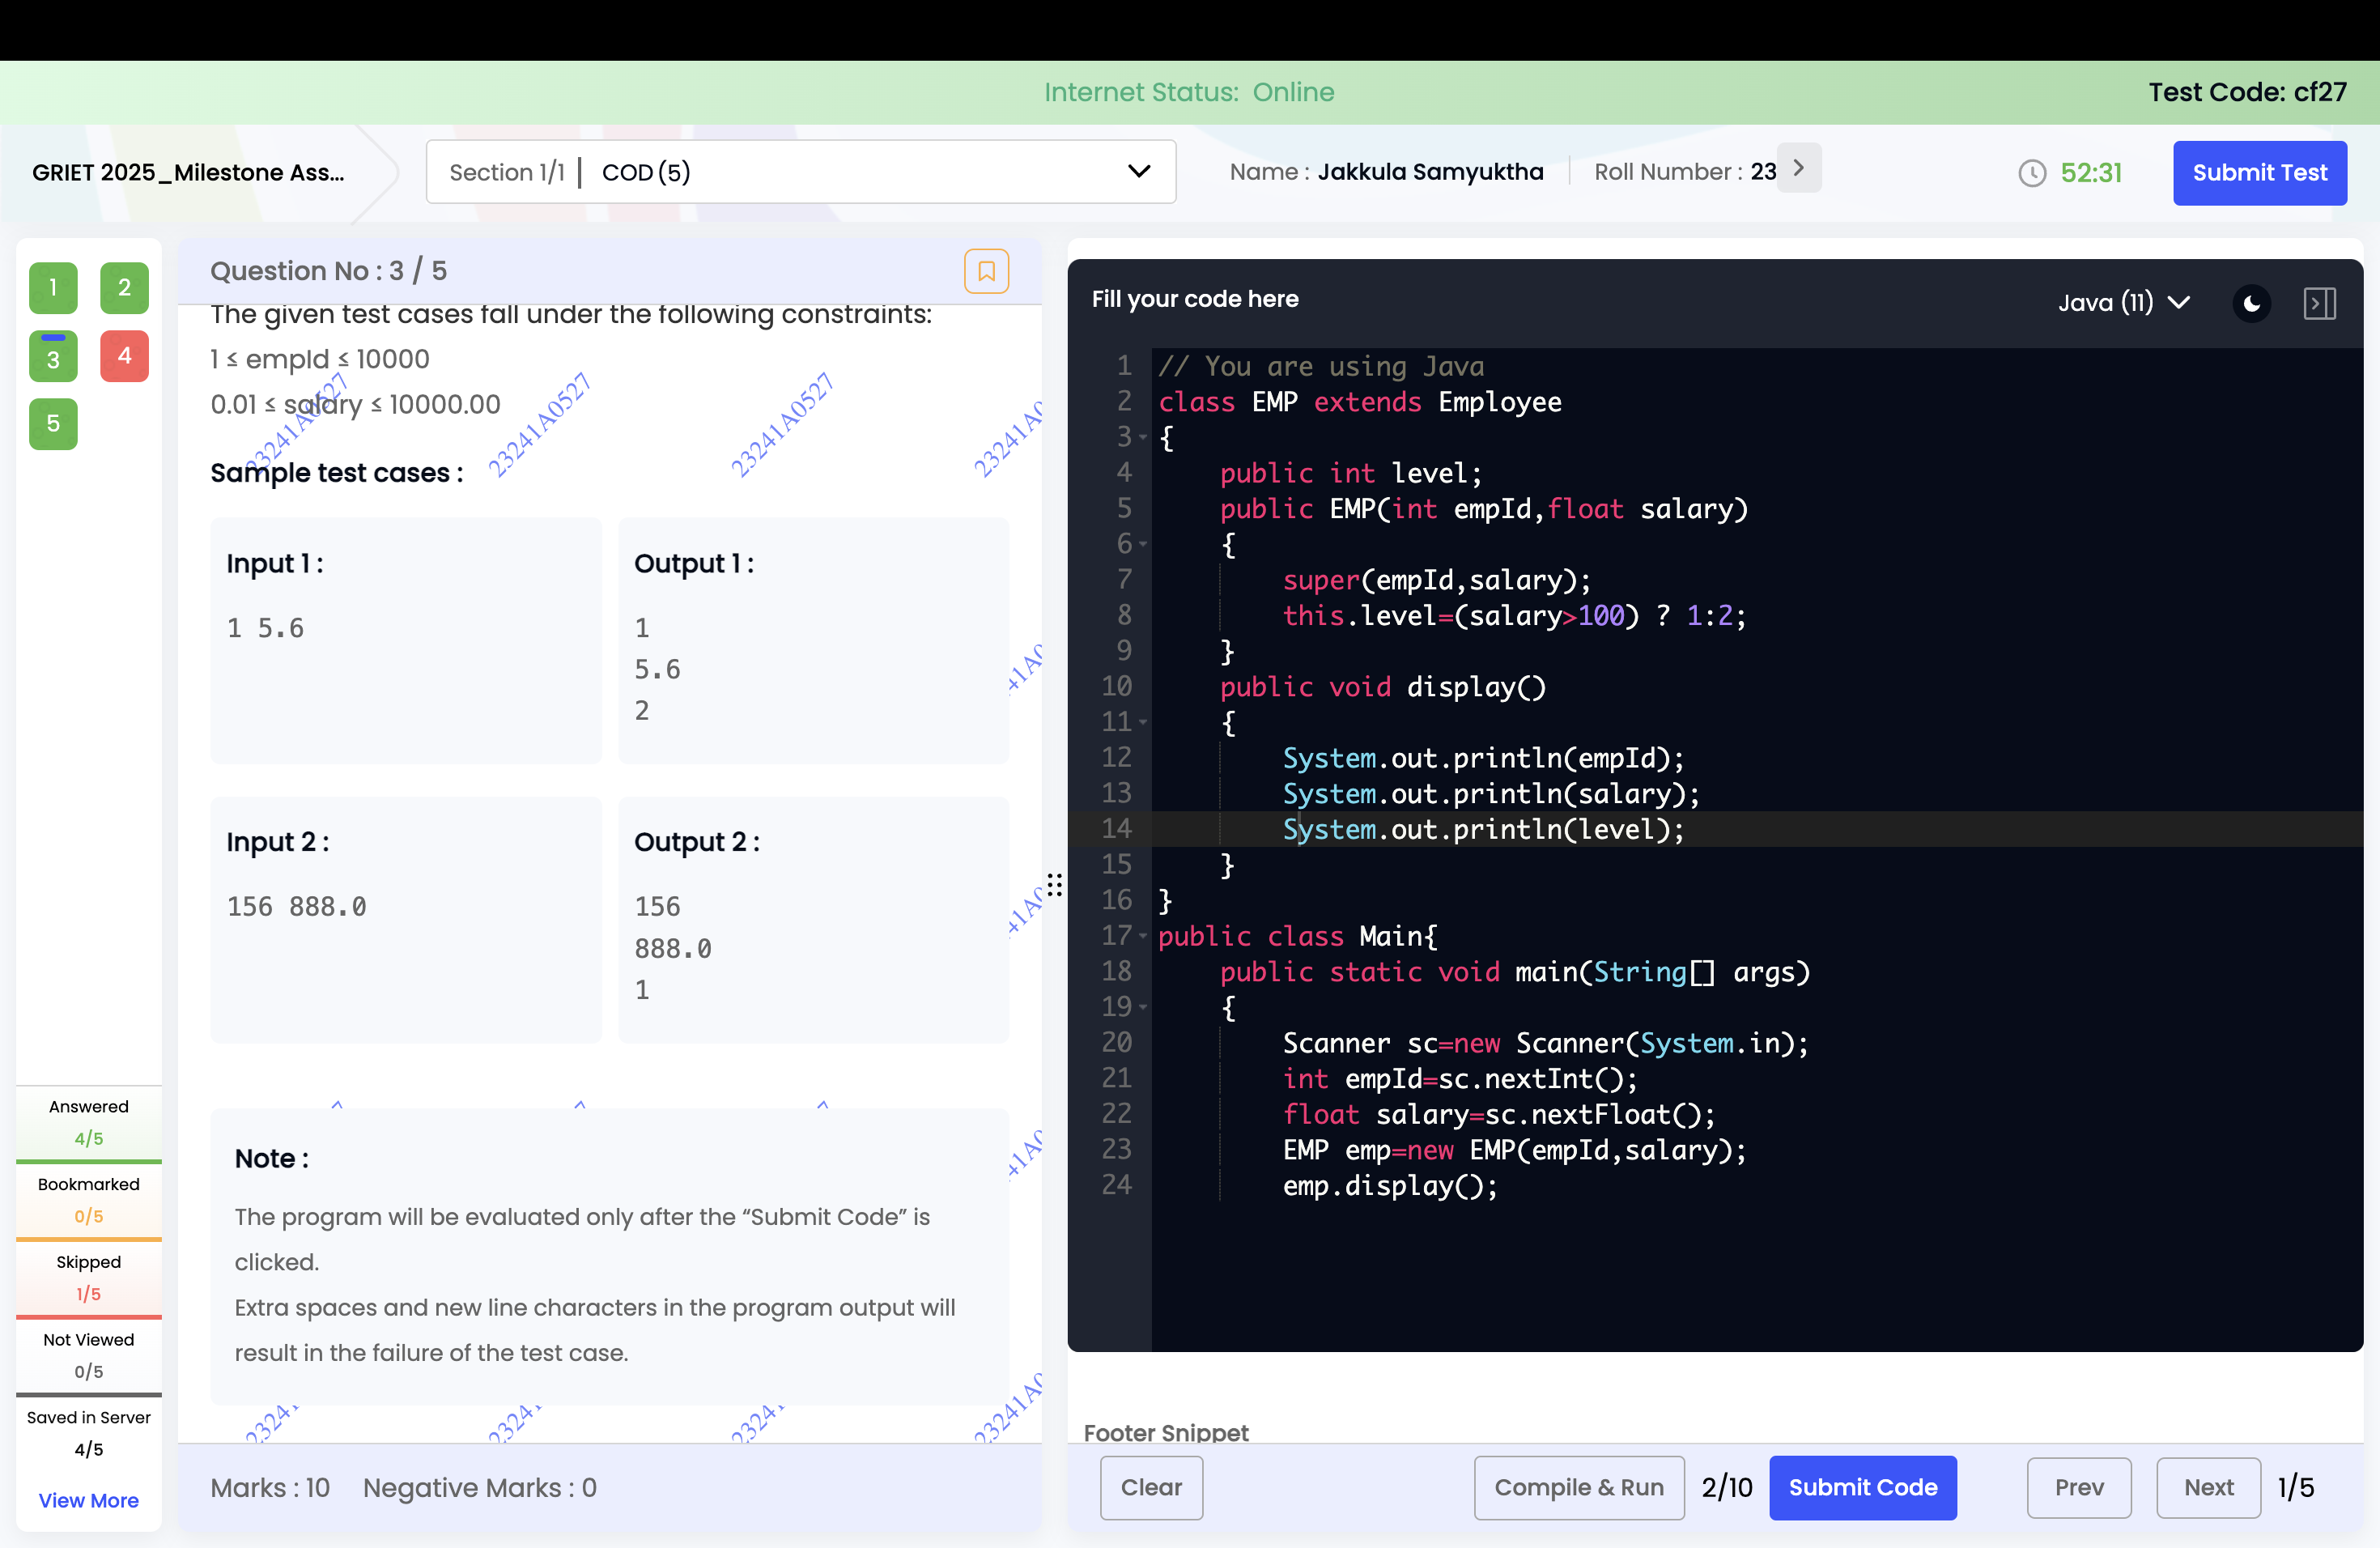 Internet Status: Online
Test Code: cf27
GRIET 2025_Milestone Ass...
Section 1/1 | COD (5)
Name : Jakkula Samyuktha
Roll Number : 23
52:31
Submit Test
1 2
3 4
5
Answered
4/5
Bookmarked
0/5
Skipped
1/5
Not Viewed
0/5
Saved in Server
4/5
View More
Question No : 3 / 5
The given test cases fall under the following constraints:
1 ≤ empId ≤ 10000
0.01 ≤ salary ≤ 10000.00
23241A0527
23241A0527
23241A0527
Sample test cases :
Input 1 :
1 5.6
Output 1 :
1
5.6
2
Input 2 :
156 888.0
Output 2 :
156
888.0
1
Note :
The program will be evaluated only after the “Submit Code” is
clicked.
Extra spaces and new line characters in the program output will
result in the failure of the test case.
Marks : 10 Negative Marks : 0
Fill your code here
Java (11)
1 // You are using Java
2 class EMP extends Employee
3 {
4 public int level;
5 public EMP(int empId,float salary)
6 {
7 super(empId,salary);
8 this.level=(salary>100) ? 1:2;
9 }
10 public void display()
11 {
12 System.out.println(empId);
13 System.out.println(salary);
14 System.out.println(level);
15 }
16 }
17 public class Main{
18 public static void main(String[] args)
19 {
20 Scanner sc=new Scanner(System.in);
21 int empId=sc.nextInt();
22 float salary=sc.nextFloat();
23 EMP emp=new EMP(empId,salary);
24 emp.display();
Footer Snippet
Clear
Compile & Run
2/10
Submit Code
Prev
Next
1/5